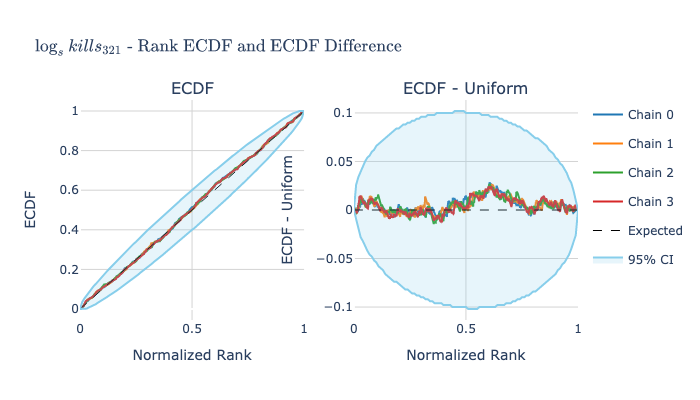 logₛ kills₃₂₁ - Rank ECDF and ECDF Difference
ECDF
ECDF
1
0.8
0.6
0.4
0.2
0
0 0.5 1
Normalized Rank
ECDF - Uniform
ECDF - Uniform
0.1
0.05
0
−0.05
−0.1
0 0.5 1
Normalized Rank
Chain 0
Chain 1
Chain 2
Chain 3
Expected
95% CI